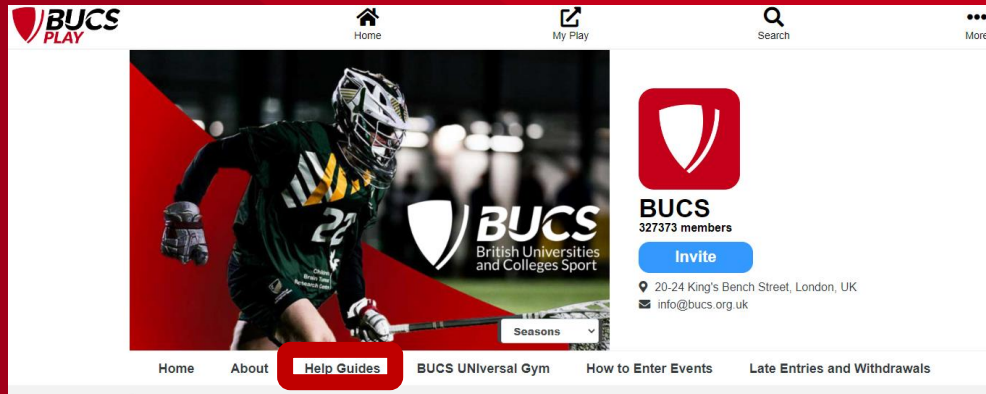 BUCS
PLAY
Home
My Play
Search
More
22
BUCS
British Universities
and Colleges Sport
Seasons
BUCS
327373 members
Invite
20-24 King's Bench Street, London, UK
info@bucs.org.uk
Home About Help Guides BUCS UNIversal Gym How to Enter Events Late Entries and Withdrawals